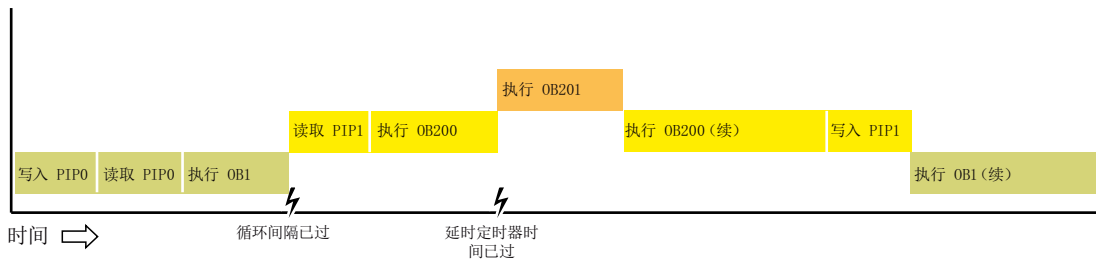 执行 OB201
读取 PIP1
执行 OB200
执行 OB200(续)
写入 PIP1
写入 PIP0
读取 PIP0
执行 OB1
执行 OB1(续)
时间
循环间隔已过
延时定时器时
间已过